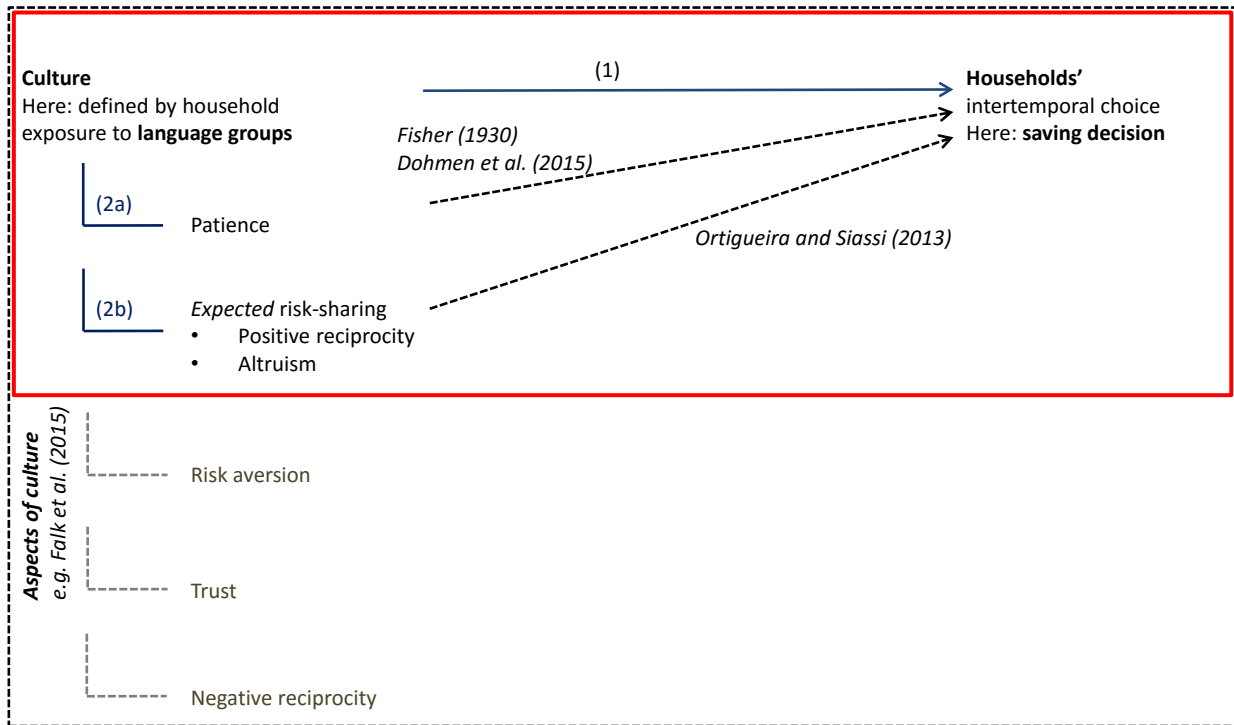 (1)
Culture
Here: defined by household
exposure to language groups
Households’
intertemporal choice
Here: saving decision
Fisher (1930)
Dohmen et al. (2015)
(2a)
Patience
Ortigueira and Siassi (2013)
(2b)
Expected risk-sharing
• Positive reciprocity
• Altruism
Aspects of culture
e.g. Falk et al. (2015)
Risk aversion
Trust
Negative reciprocity